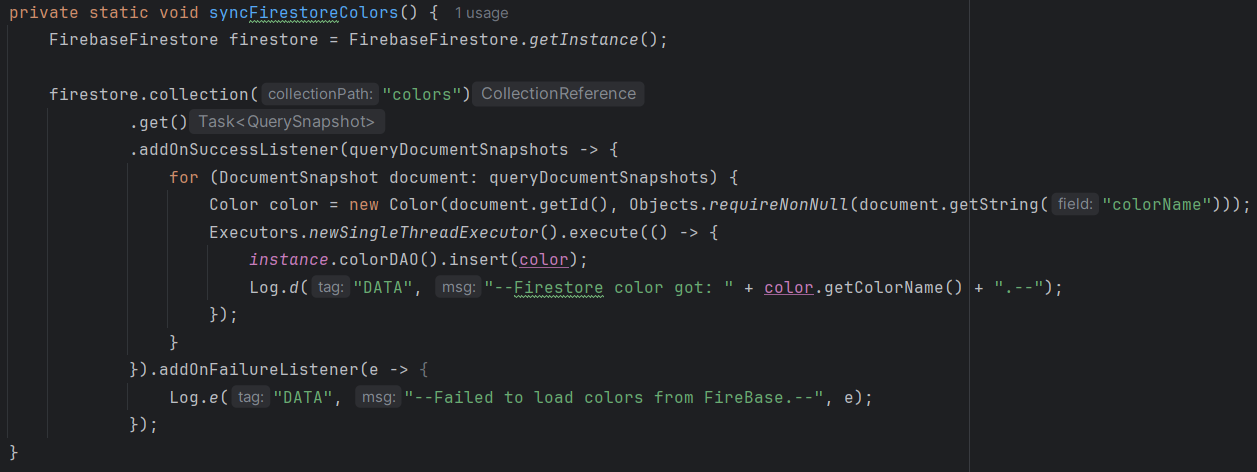 private static void syncFirestoreColors() { 1 usage
FirebaseFirestore firestore = FirebaseFirestore.getInstance();
firestore.collection( collectionPath: "colors") CollectionReference
.get() Task<QuerySnapshot>
.addOnSuccessListener(queryDocumentSnapshots -> {
for (DocumentSnapshot document: queryDocumentSnapshots) {
Color color = new Color(document.getId(), Objects.requireNonNull(document.getString( field: "colorName")));
Executors.newSingleThreadExecutor().execute(() -> {
instance.colorDAO().insert(color);
Log.d( tag: "DATA", msg: "--Firestore color got: " + color.getColorName() + ".--");
});
}
}).addOnFailureListener(e -> {
Log.e( tag: "DATA", msg: "--Failed to load colors from FireBase.--", e);
});
}